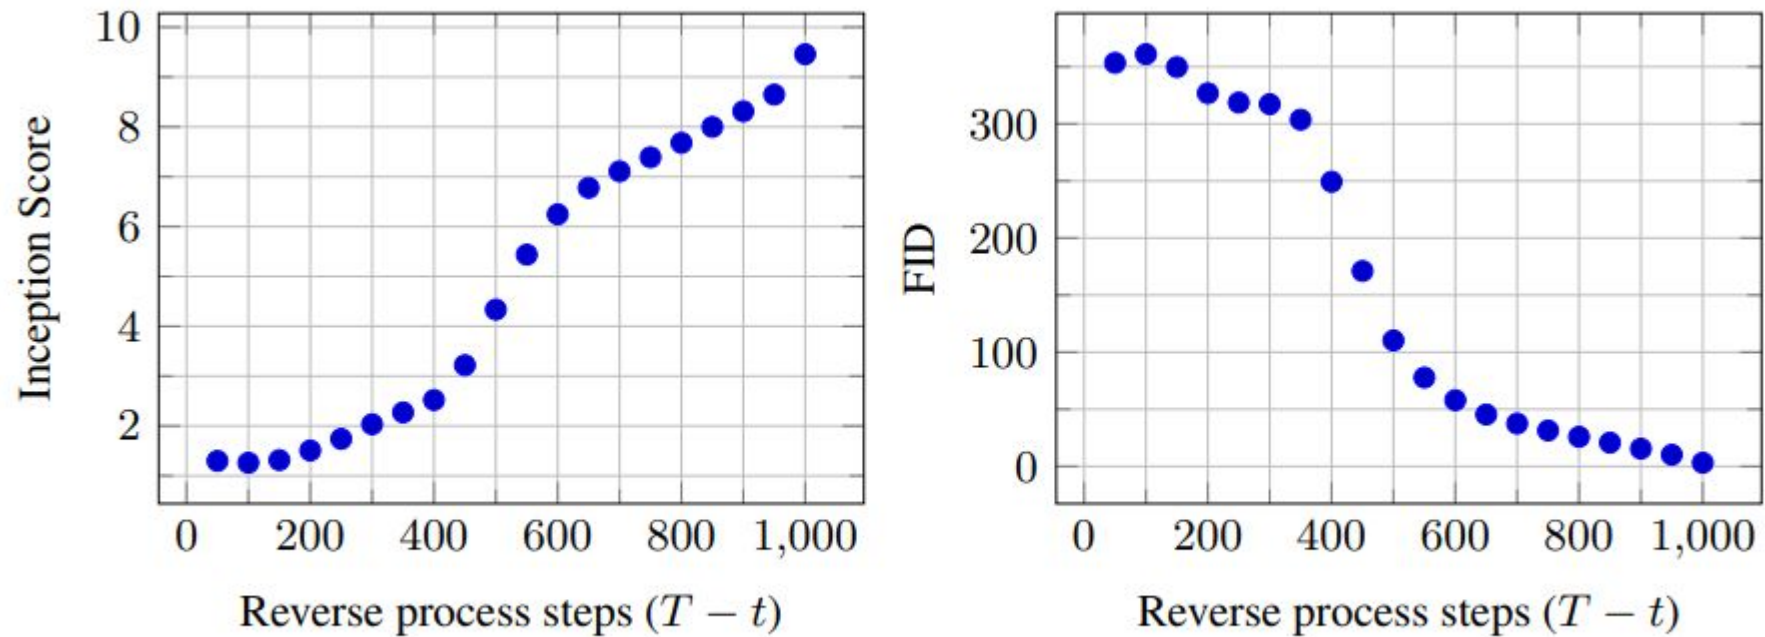 10
8
6
4
2
Inception Score
0 200 400 600 800 1,000
Reverse process steps (T − t)
300
200
100
0
FID
0 200 400 600 800 1,000
Reverse process steps (T − t)